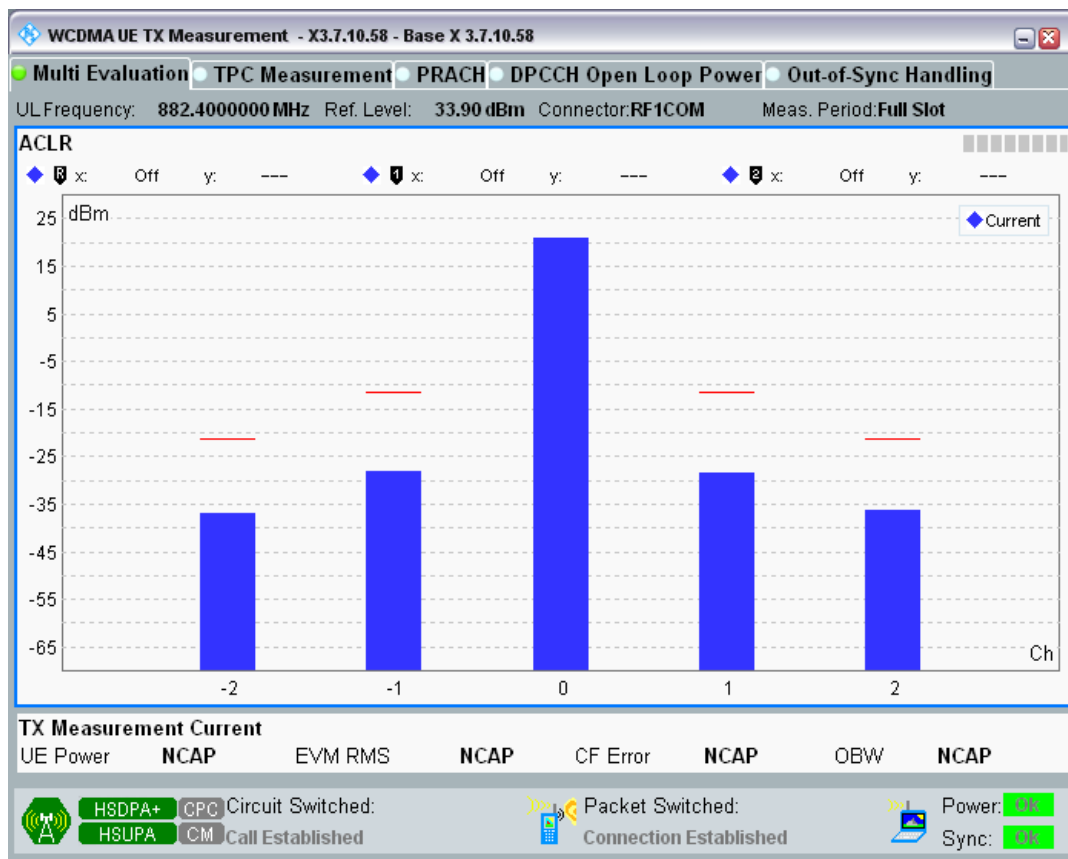 WCDMA UE TX Measurement - X3.7.10.58 - Base X 3.7.10.58
Multi Evaluation TPC Measurement PRACH DPCCH Open Loop Power Out-of-Sync Handling
UL Frequency: 882.4000000 MHz Ref. Level: 33.90 dBm Connector:RF1COM Meas. Period:Full Slot
ACLR
R x: Off y: --- 1 x: Off y: --- 2 x: Off y: ---
dBm
Current
25
15
5
-5
-15
-25
-35
-45
-55
-65
Ch
-2 -1 0 1 2
TX Measurement Current
UE Power NCAP EVM RMS NCAP CF Error NCAP OBW NCAP
HSDPA+ CPC Circuit Switched: Packet Switched: Power: OK
HSUPA CM Call Established Connection Established Sync: OK